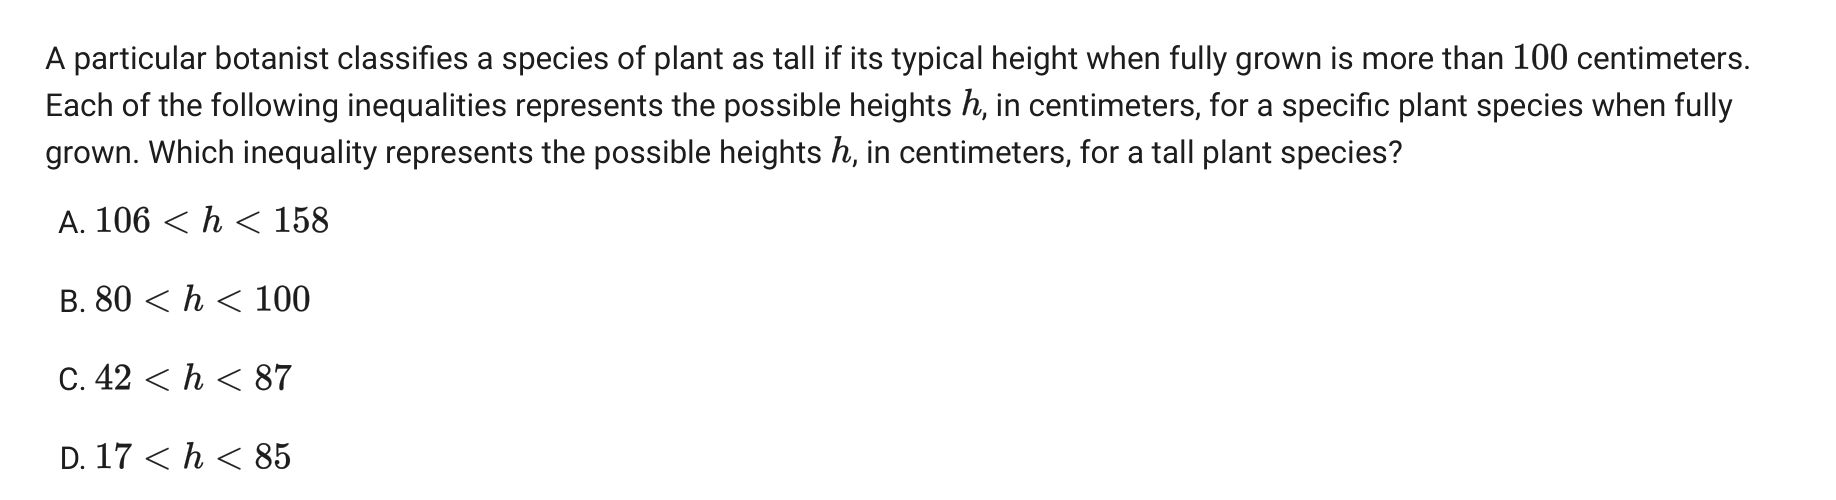 A particular botanist classifies a species of plant as tall if its typical height when fully grown is more than 100 centimeters.
Each of the following inequalities represents the possible heights h, in centimeters, for a specific plant species when fully
grown. Which inequality represents the possible heights h, in centimeters, for a tall plant species?
A. 106 < h < 158
B. 80 < h < 100
C. 42 < h < 87
D. 17 < h < 85